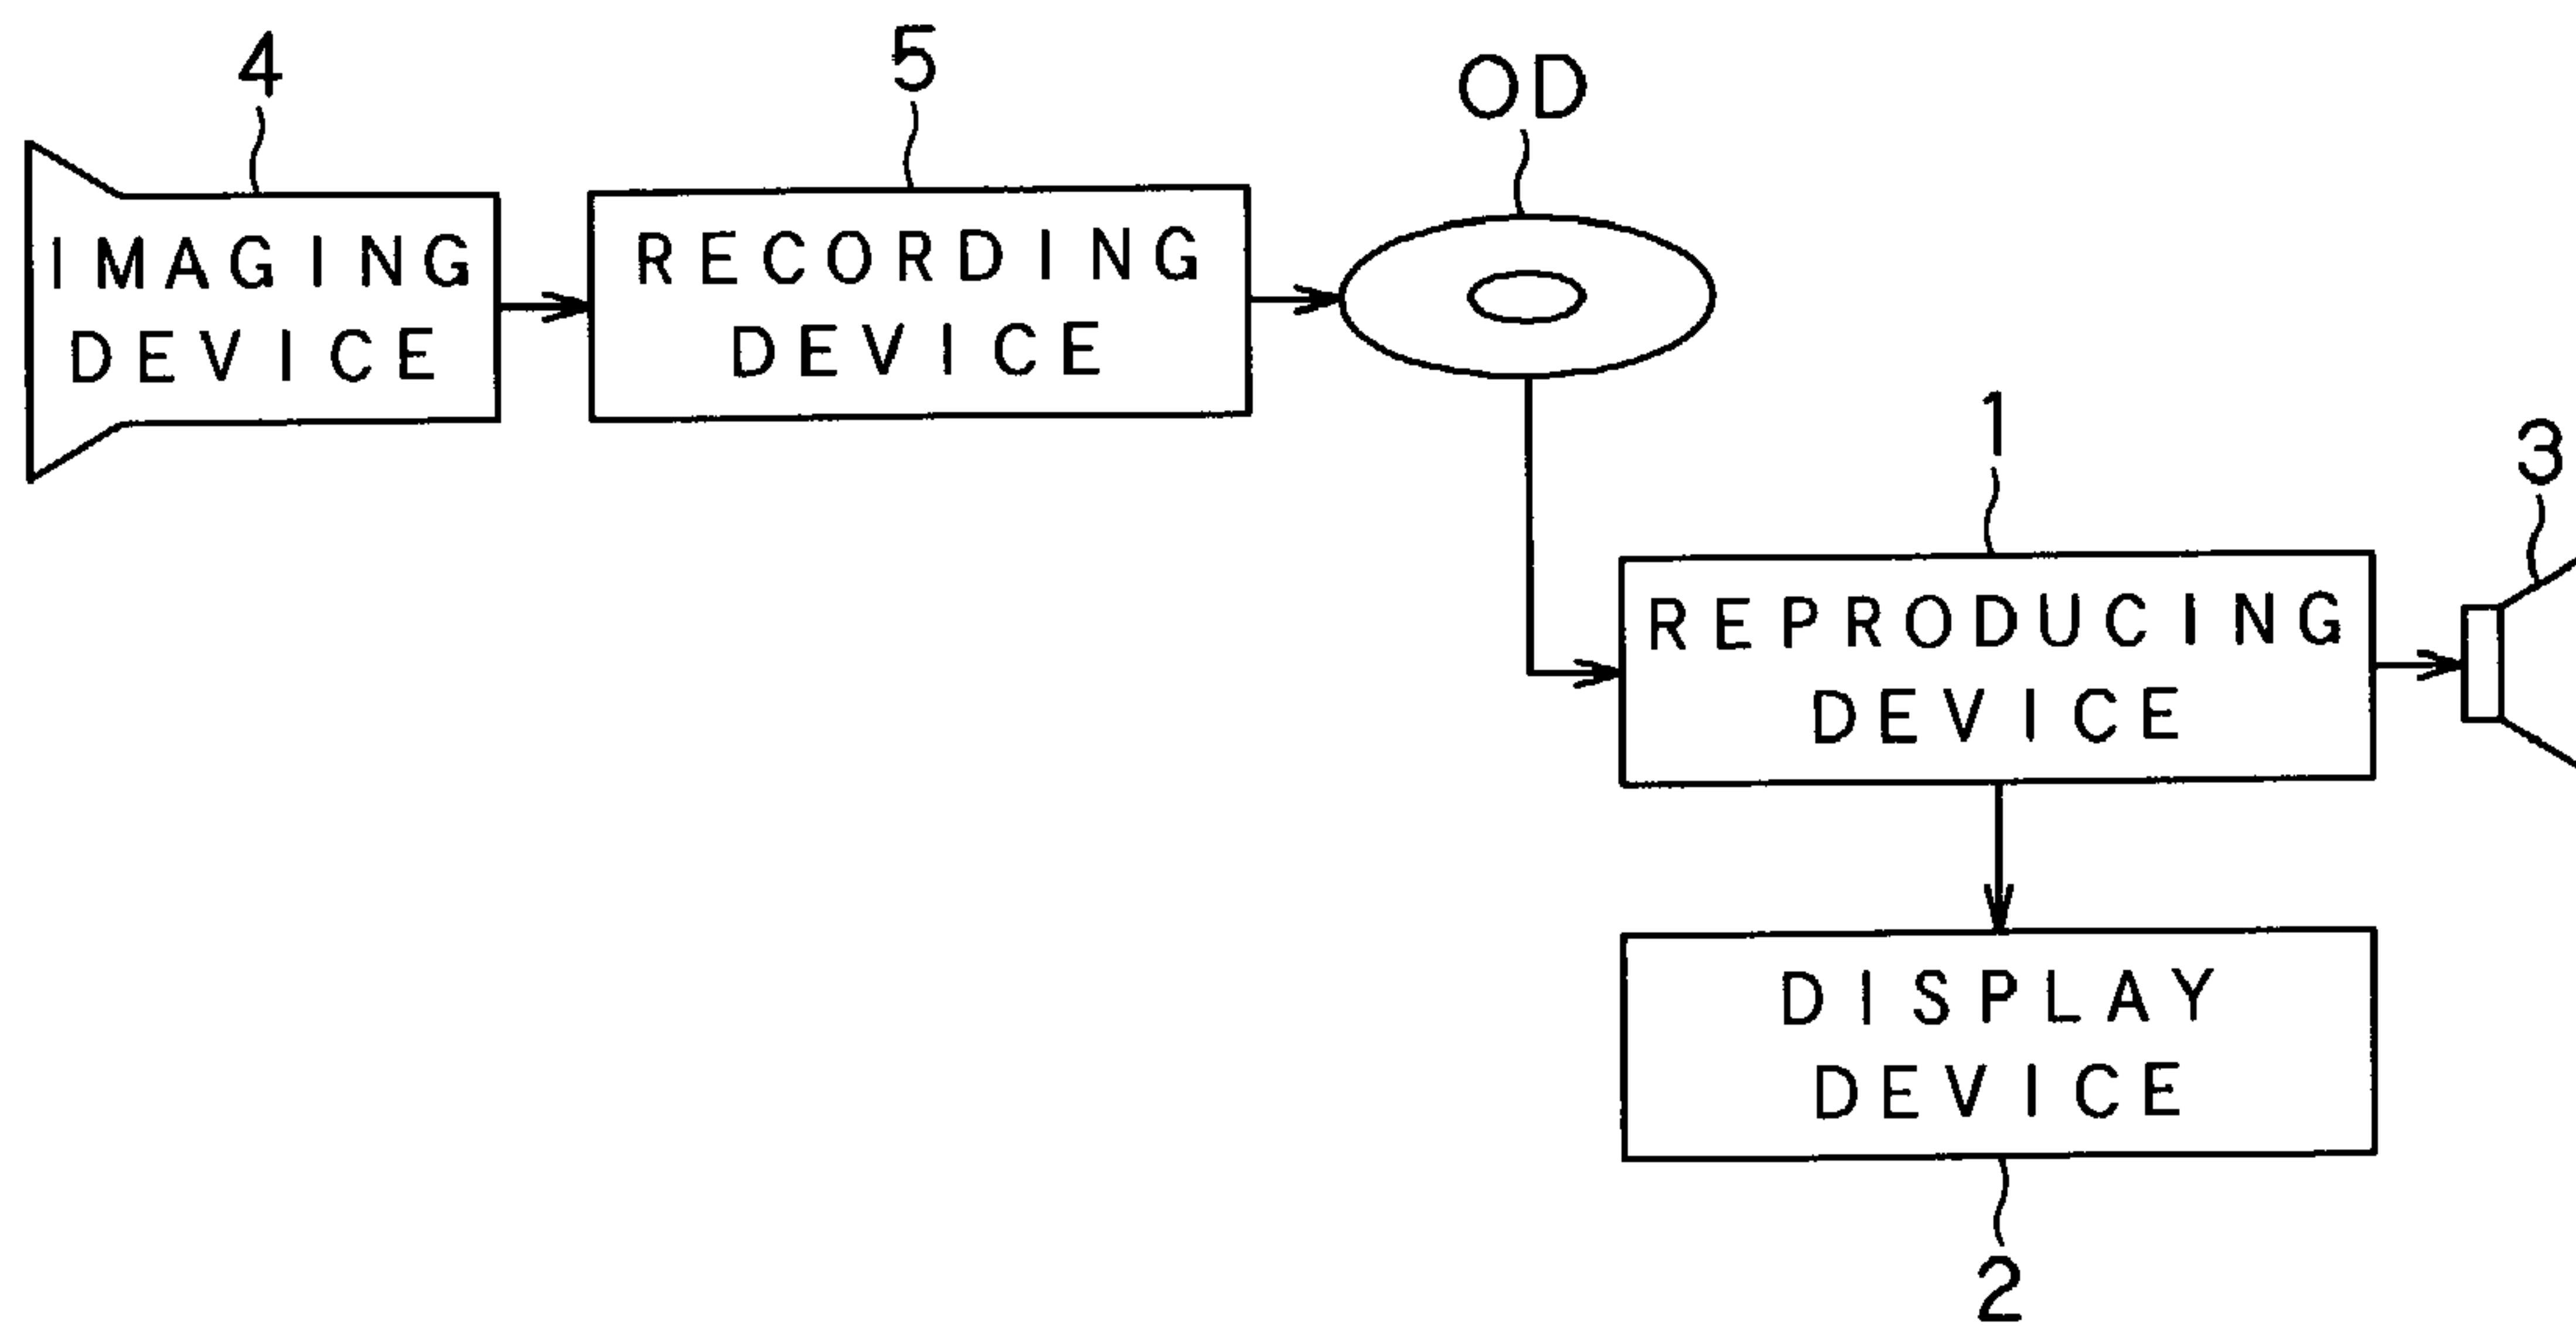 4
5
OD
IMAGING
DEVICE
RECORDING
DEVICE
1
3
REPRODUCING
DEVICE
DISPLAY
DEVICE
2